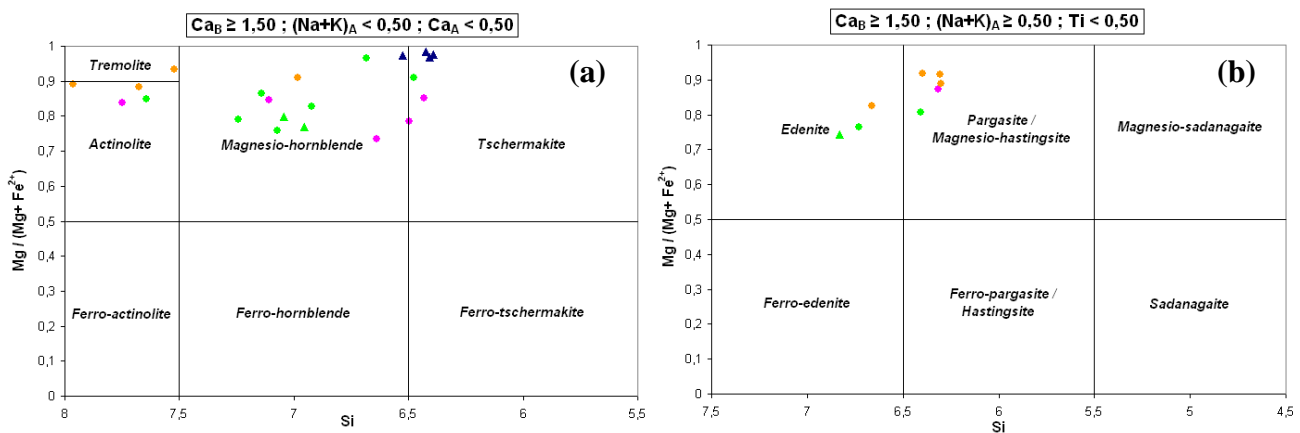 Ca_B ≥ 1,50 ; (Na+K)_A < 0,50 ; Ca_A < 0,50
(a)
1
0,9
0,8
0,7
0,6
0,5
0,4
0,3
0,2
0,1
0
Mg / (Mg+ Fe²⁺)
Tremolite
Actinolite
Magnesio-hornblende
Tschermakite
Ferro-actinolite
Ferro-hornblende
Ferro-tschermakite
8
7,5
7
6,5
6
5,5
Si
Ca_B ≥ 1,50 ; (Na+K)_A ≥ 0,50 ; Ti < 0,50
(b)
1
0,9
0,8
0,7
0,6
0,5
0,4
0,3
0,2
0,1
0
Mg / (Mg+ Fe²⁺)
Edenite
Pargasite /
Magnesio-hastingsite
Magnesio-sadanagaite
Ferro-edenite
Ferro-pargasite /
Hastingsite
Sadanagaite
7,5
6,5
6
5,5
5
4,5
Si